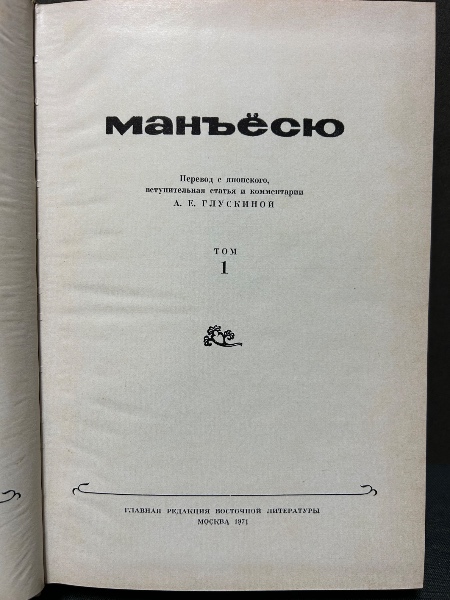 манъёсю
Перевод с японского,
вступительная статья и комментарии
А. Е. ГЛУСКИНОЙ
ТОМ
1
ГЛАВНАЯ РЕДАКЦИЯ ВОСТОЧНОЙ ЛИТЕРАТУРЫ
МОСКВА 1971